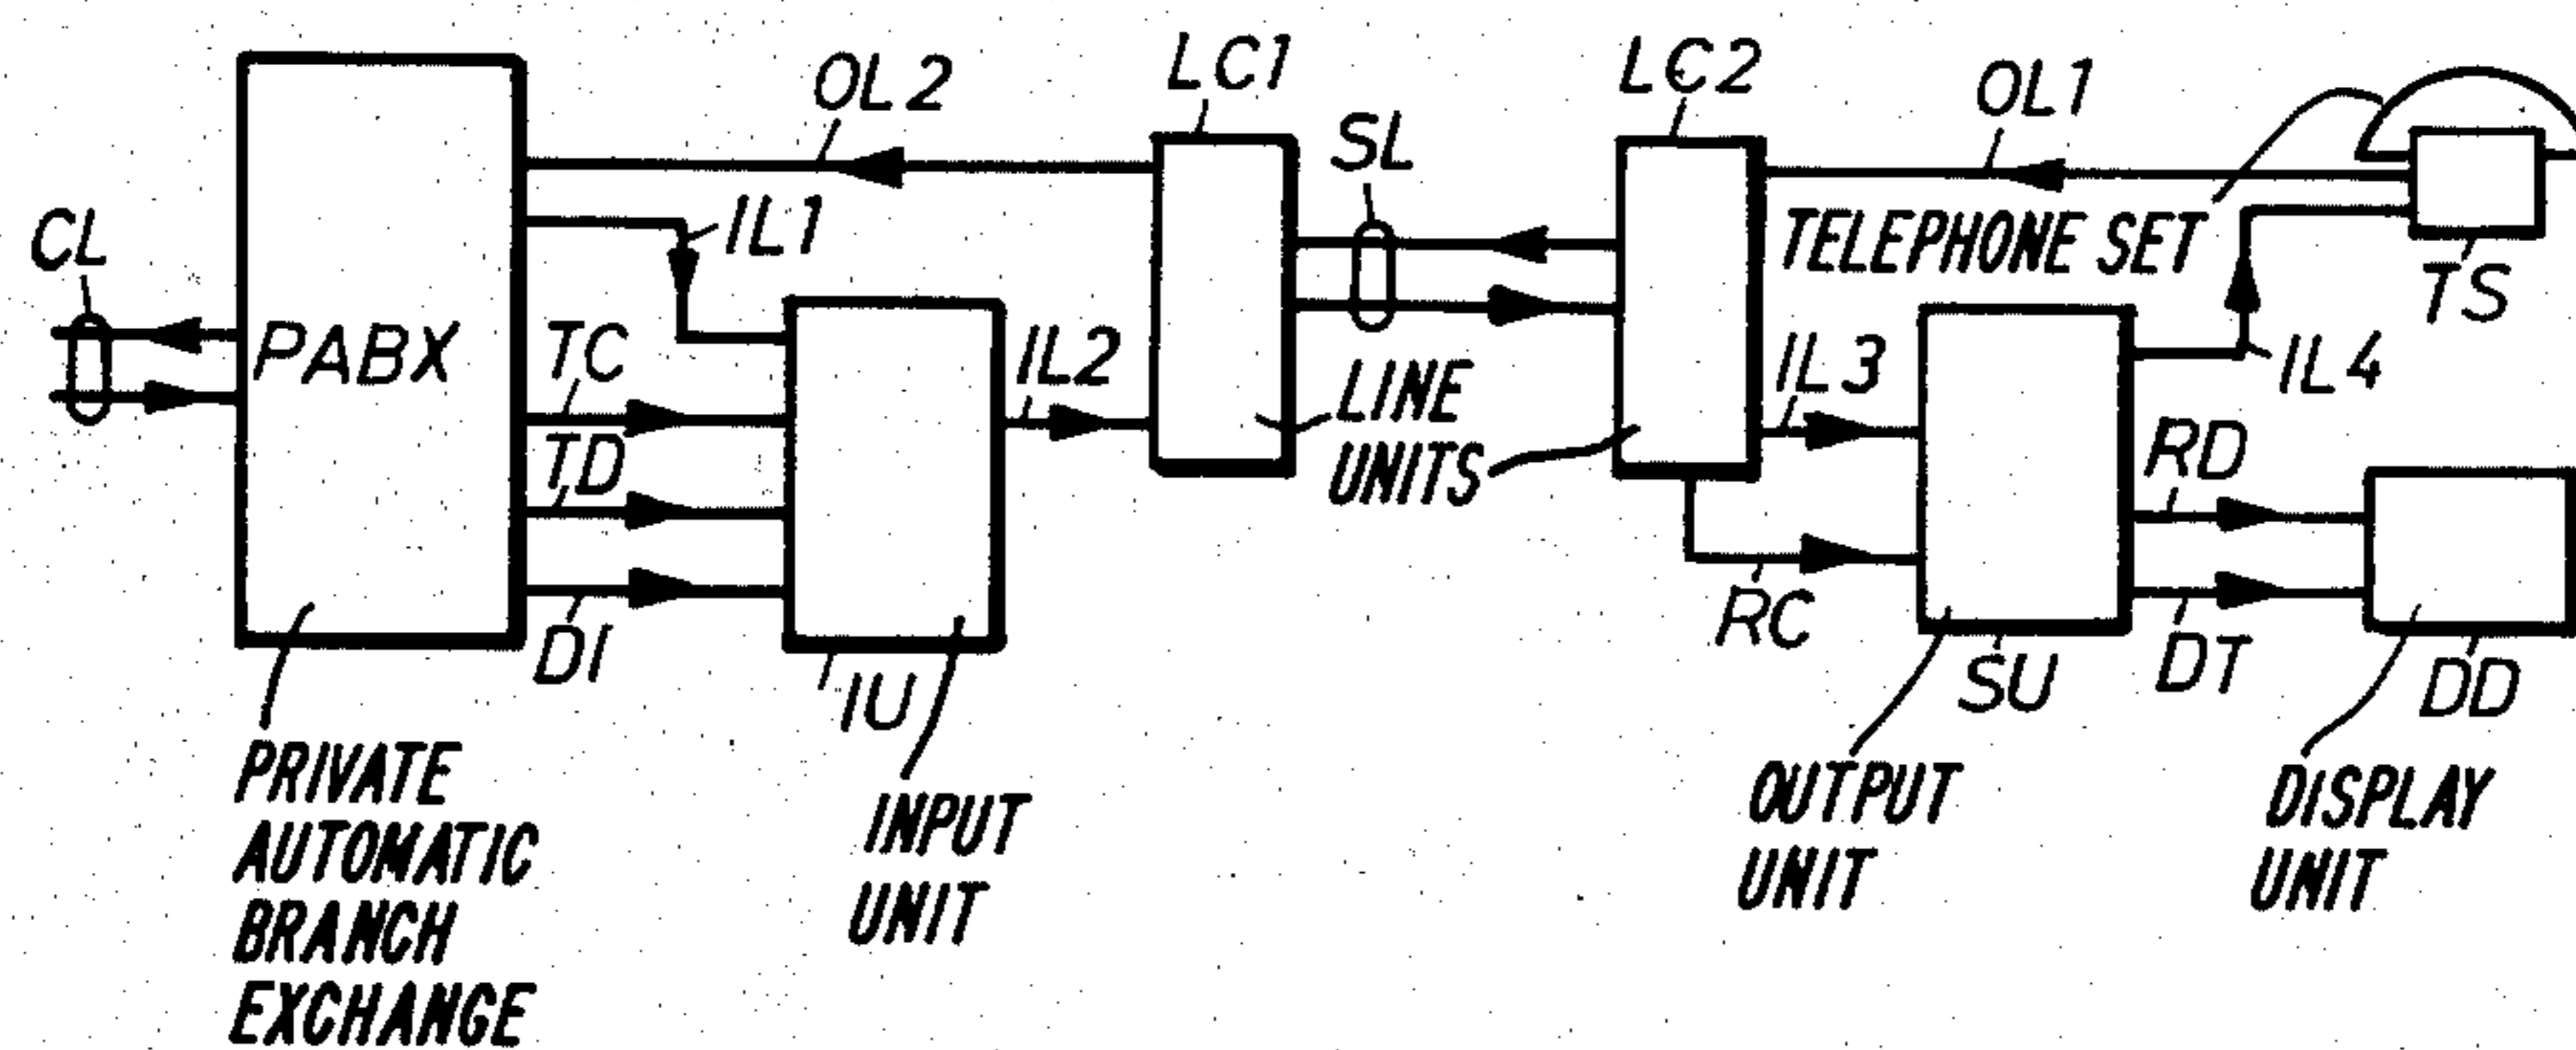 CL
PABX
OL2
IL1
TC
TD
DI
IU
IL2
LC1
SL
LC2
OL1
TELEPHONE SET
TS
LINE
UNITS
IL3
IL4
RC
SU
RD
DT
DD
PRIVATE
AUTOMATIC
BRANCH
EXCHANGE
INPUT
UNIT
OUTPUT
UNIT
DISPLAY
UNIT